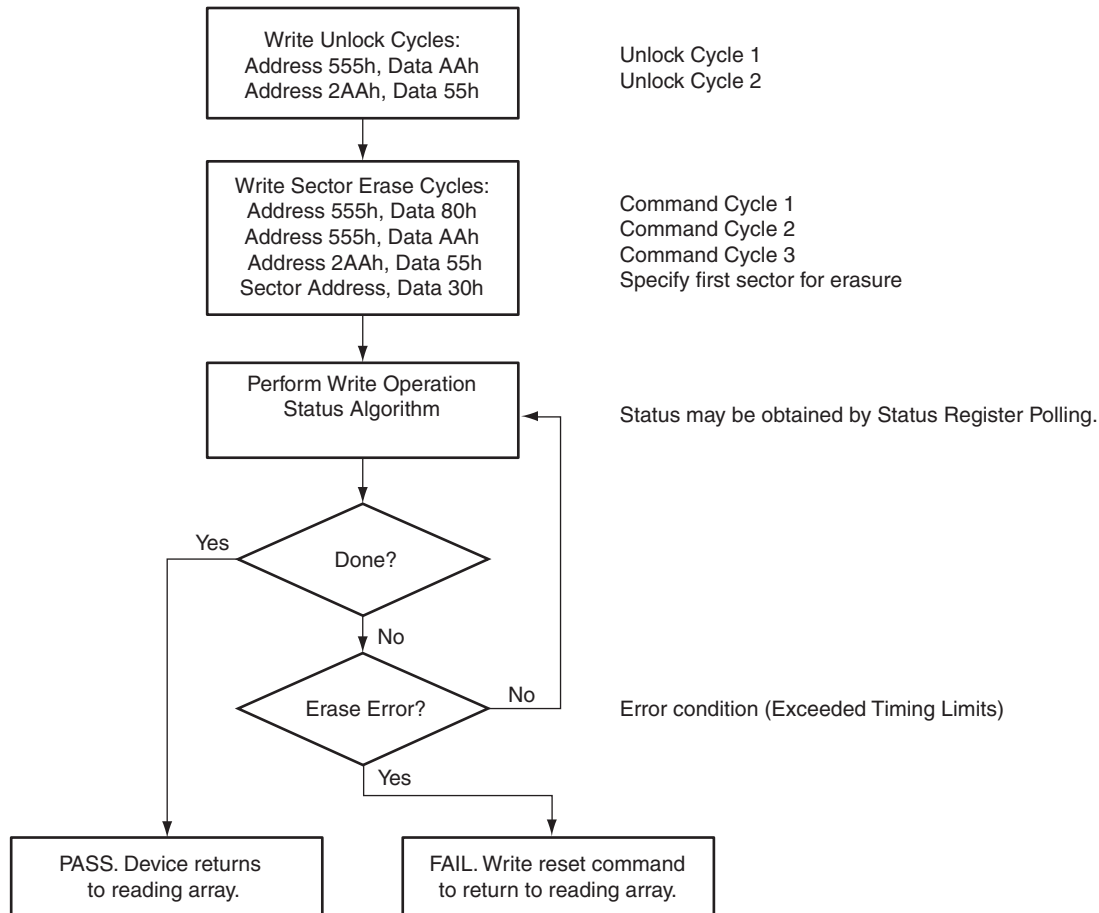 Write Unlock Cycles:
Address 555h, Data AAh
Address 2AAh, Data 55h
Unlock Cycle 1
Unlock Cycle 2
Write Sector Erase Cycles:
Address 555h, Data 80h
Address 555h, Data AAh
Address 2AAh, Data 55h
Sector Address, Data 30h
Command Cycle 1
Command Cycle 2
Command Cycle 3
Specify first sector for erasure
Perform Write Operation
Status Algorithm
Status may be obtained by Status Register Polling.
Yes
Done?
No
Erase Error?
No
Error condition (Exceeded Timing Limits)
Yes
PASS. Device returns
to reading array.
FAIL. Write reset command
to return to reading array.